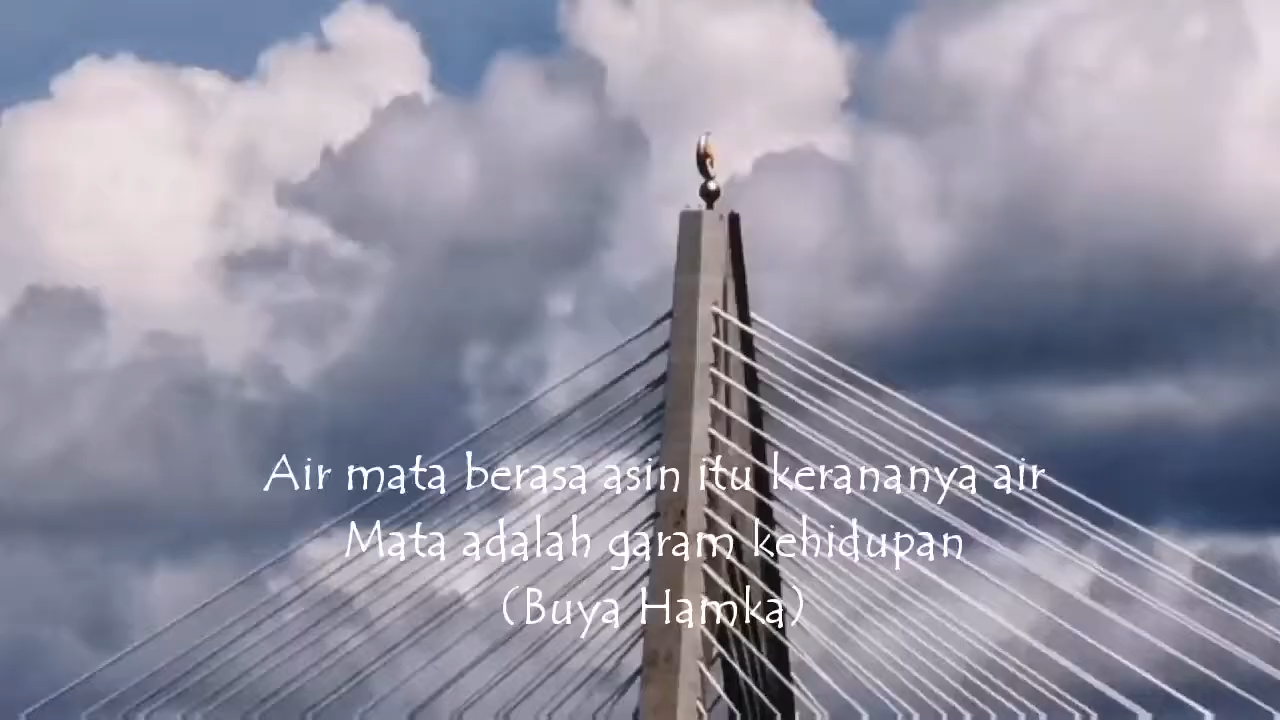 Air mata berasa asin itu kerananya air
Mata adalah garam kehidupan
(Buya Hamka)